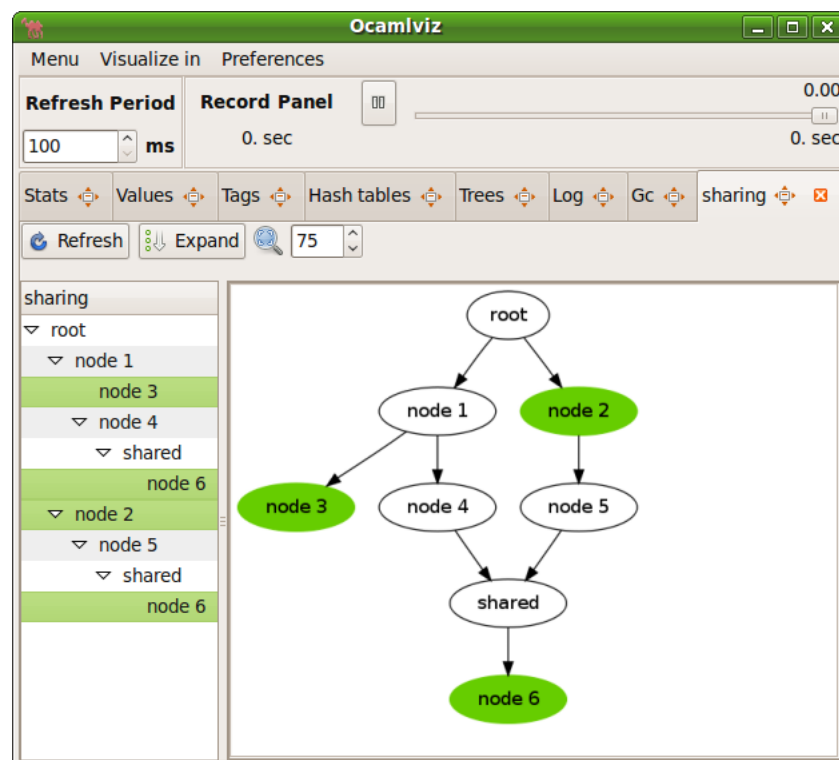 Ocamlviz
Menu Visualize in Preferences
Refresh Period Record Panel 0.00
100 ms 0. sec 0. sec
Stats Values Tags Hash tables Trees Log Gc sharing
Refresh Expand 75
sharing
root
node 1
node 3
node 4
shared
node 6
node 2
node 5
shared
node 6
root
node 1 node 2
node 3 node 4 node 5
shared
node 6